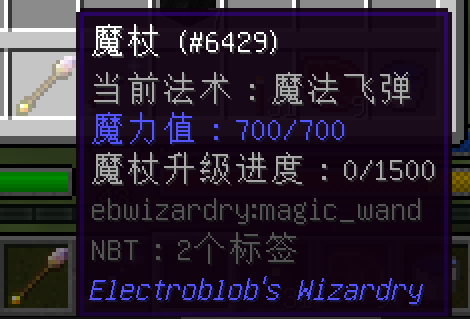 魔杖 (#6429)
当前法术：魔法飞弹
魔力值：700/700
魔杖升级进度：0/1500
ebwizardry:magic_wand
NBT：2个标签
Electroblob's Wizardry